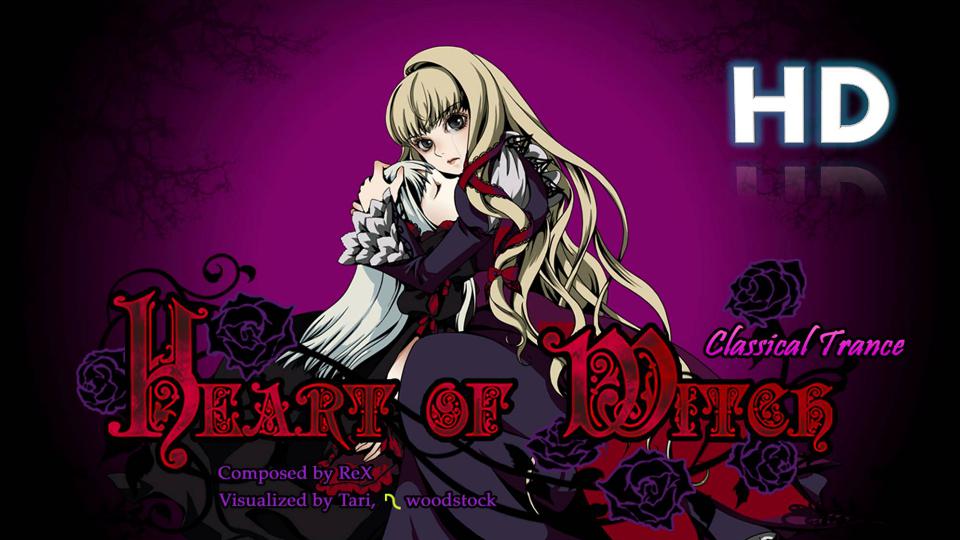 HD
Classical Trance
Heart of Witch
Composed by ReX
Visualized by Tari, woodstock